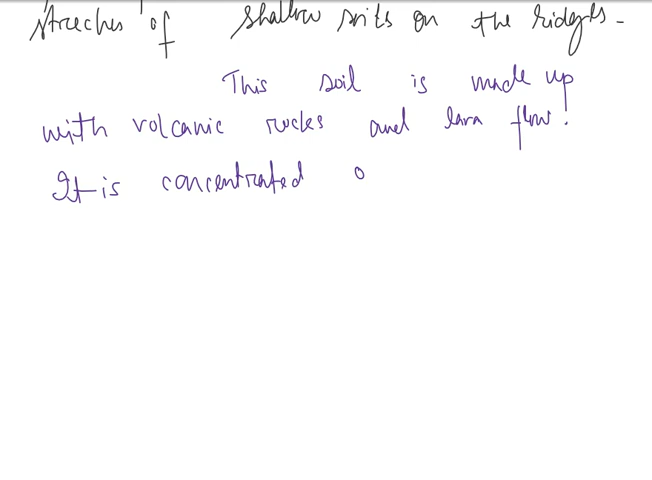 streches of shallow soils on the ridges -
This soil is made up
with volcanic rocks and lava flow!
It is concentrated o